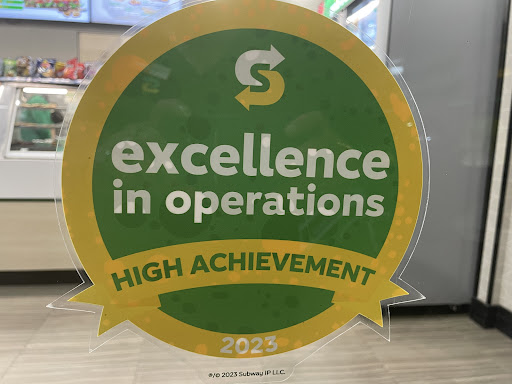 S
excellence
in operations
HIGH ACHIEVEMENT
2023
®/© 2023 Subway IP LLC.